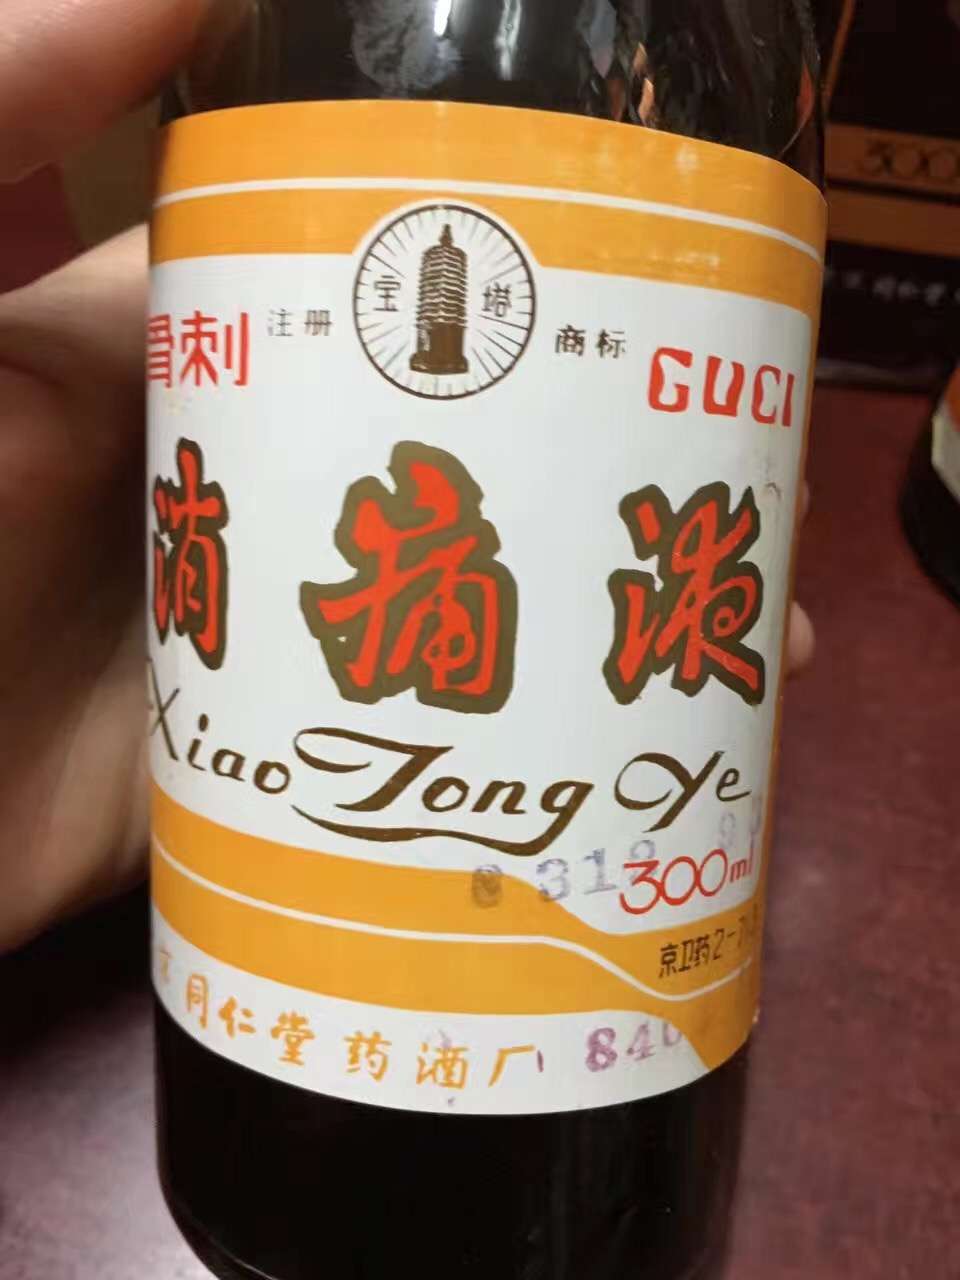 宝塔
注册 商标
骨刺 GUCI
消痛液
Xiao Tong Ye
300ml
京卫药2-
同仁堂药酒厂
300